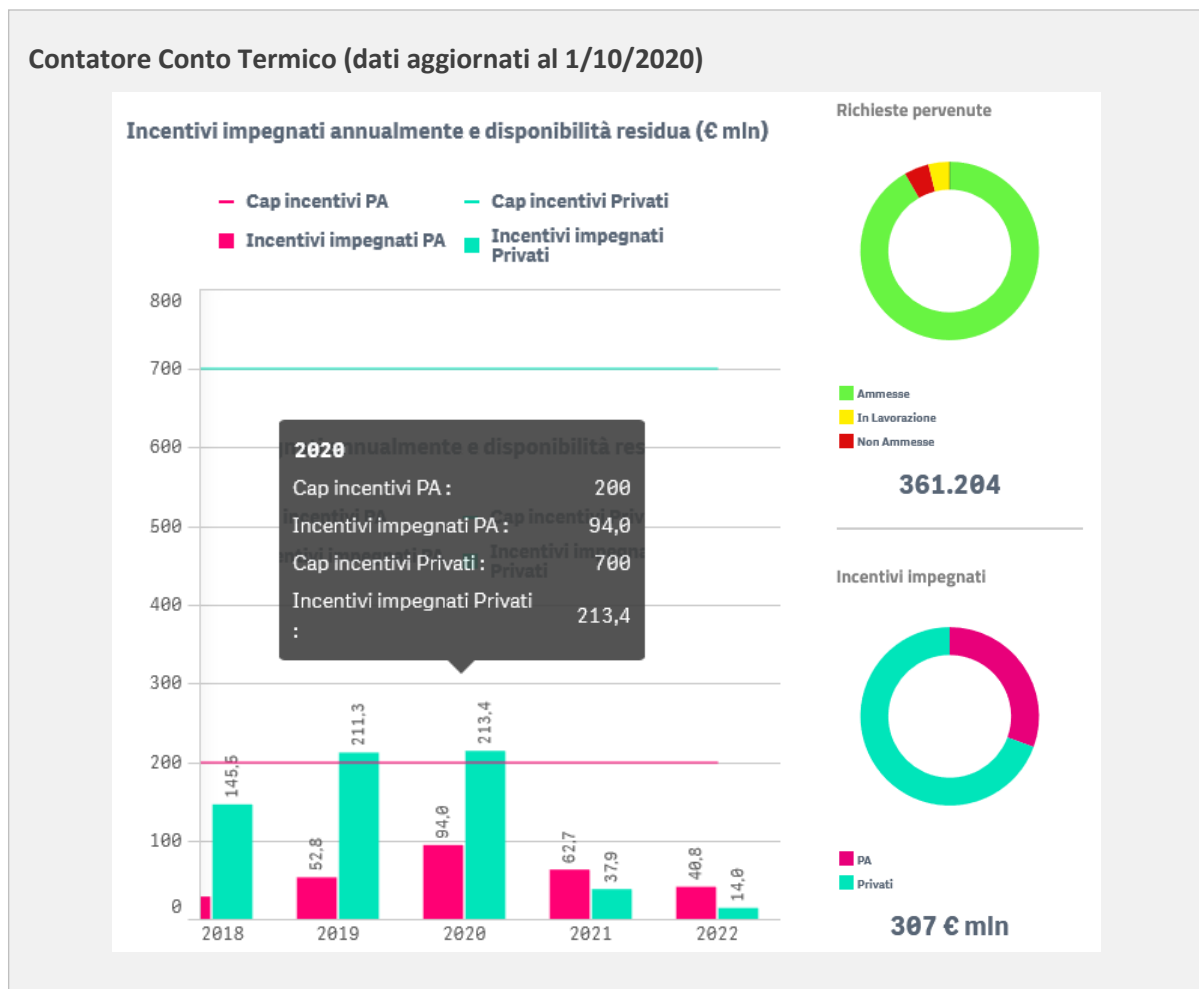 Contatore Conto Termico (dati aggiornati al 1/10/2020)
Incentivi impegnati annualmente e disponibilità residua (€ mln)
Cap incentivi PA
Cap incentivi Privati
Incentivi impegnati PA
Incentivi impegnati
Privati
800
700
600
500
400
300
200
100
0
2020
Cap incentivi PA :
200
Incentivi impegnati PA :
94,0
Cap incentivi Privati :
700
Incentivi impegnati Privati
:
213,4
145,6
52,8
211,3
94,0
213,4
62,7
37,9
40,8
14,0
2018
2019
2020
2021
2022
Richieste pervenute
Ammesse
In Lavorazione
Non Ammesse
361.204
Incentivi impegnati
PA
Privati
307 € mln